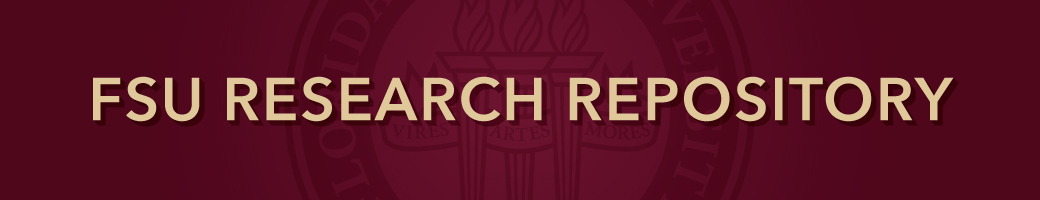 FSU RESEARCH REPOSITORY
VIRES ARTES MORES